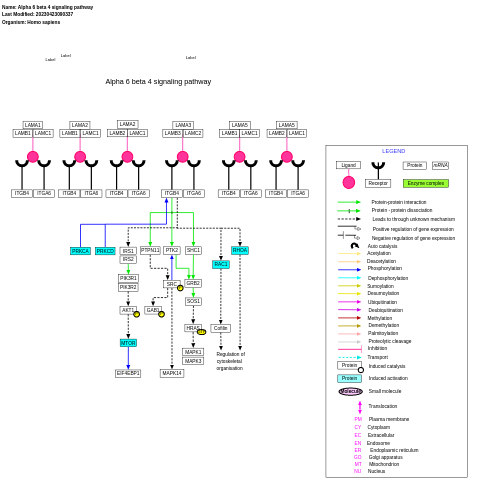 Name: Alpha 6 beta 4 signaling pathway
Last Modified: 20230423090337
Organism: Homo sapiens
Label Label Label
Alpha 6 beta 4 signaling pathway
LAMA1 LAMA2 LAMA2 LAMA3 LAMA5 LAMA5
LAMB1 LAMC1 LAMB1 LAMC1 LAMB2 LAMC1 LAMB3 LAMC2 LAMB1 LAMC1 LAMB2 LAMC1
ITGB4 ITGA6 ITGB4 ITGA6 ITGB4 ITGA6 ITGB4 ITGA6 ITGB4 ITGA6 ITGB4 ITGA6
PRKCA PRKCD IRS1 PTPN11 PTK2 SHC1 RHOA
IRS2
RAC1
PIK3R1
PIK3R2 SRC GRB2
SOS1
AKT1 GAB1
HRAS Cofilin
MTOR
MAPK1 Regulation of
MAPK3 cytoskeletal
organisation
EIF4EBP1 MAPK14
LEGEND
Ligand Protein mRNA
Receptor Enzyme complex
Protein-protein interaction
Protein - protein dissociation
Leads to through unknown mechanism
Positive regulation of gene expression
Negative regulation of gene expression
Auto catalysis
Acetylation
Deacetylation
Phosphorylation
Dephosphorylation
Sumoylation
Desumoylation
Ubiquitination
Deubiquitination
Methylation
Demethylation
Palmitoylation
Proteolytic cleavage
Inhibition
Transport
Protein Induced catalysis
Protein Induced activation
Molecule Small molecule
Translocation
PM Plasma membrane
CY Cytoplasm
EC Extracellular
EN Endosome
ER Endoplasmic reticulum
GO Golgi apparatus
MT Mitochondrion
NU Nucleus